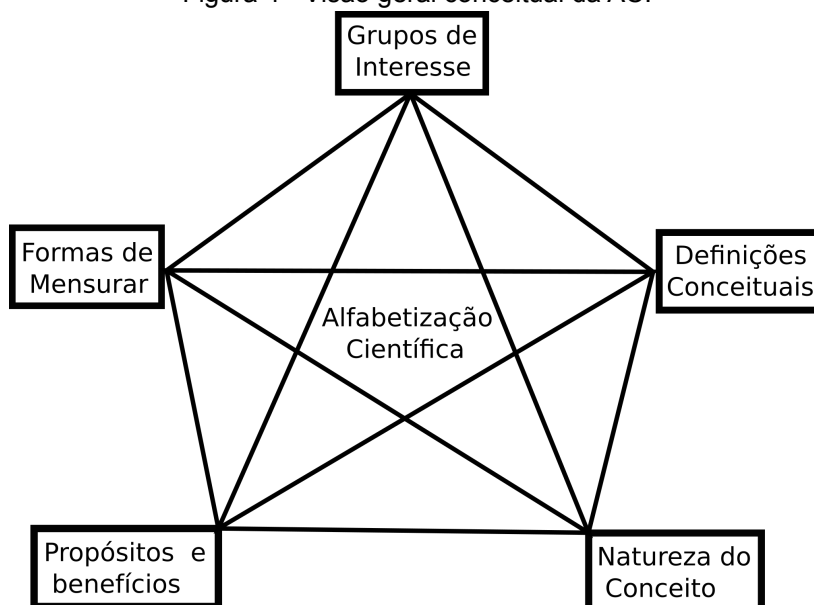 Grupos de
Interesse
Formas de
Mensurar
Definições
Conceituais
Alfabetização
Científica
Propósitos e
benefícios
Natureza do
Conceito